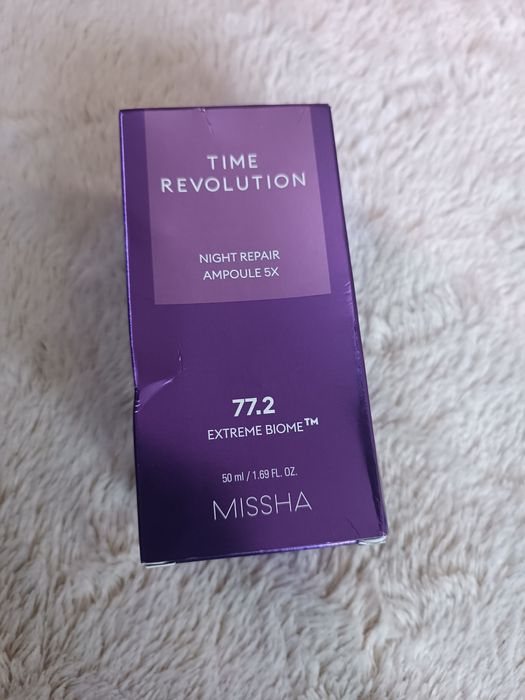 TIME
REVOLUTION
NIGHT REPAIR
AMPOULE 5X
77.2
EXTREME BIOME™
50 ml / 1.69 FL. OZ.
MISSHA